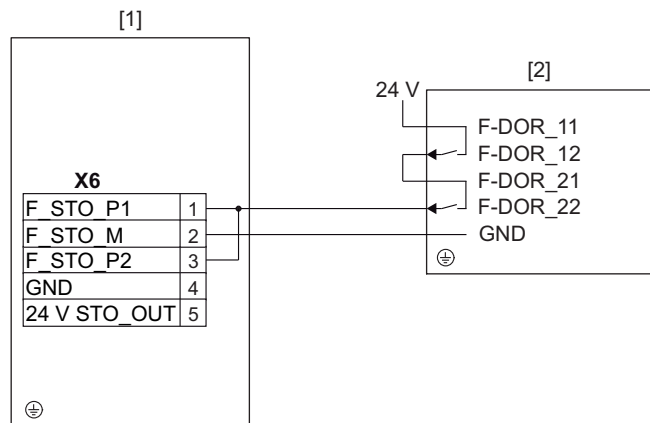 [1]
[2]
24 V
F-DOR_11
F-DOR_12
F-DOR_21
F-DOR_22
GND
X6
F_STO_P1 1
F_STO_M 2
F_STO_P2 3
GND 4
24 V STO_OUT 5